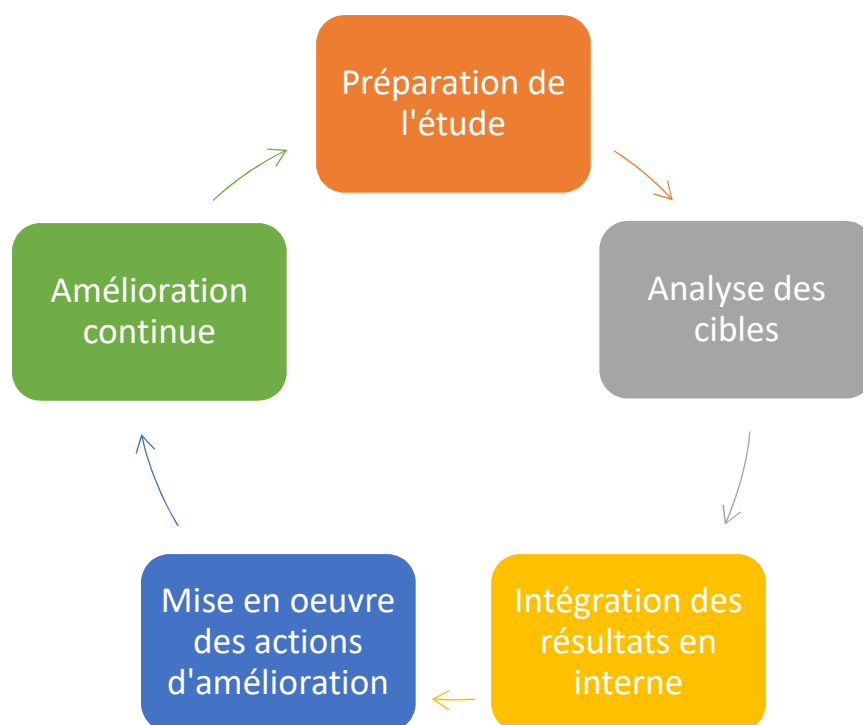 Préparation de
l'étude
Analyse des
cibles
Intégration des
résultats en
interne
Mise en oeuvre
des actions
d'amélioration
Amélioration
continue